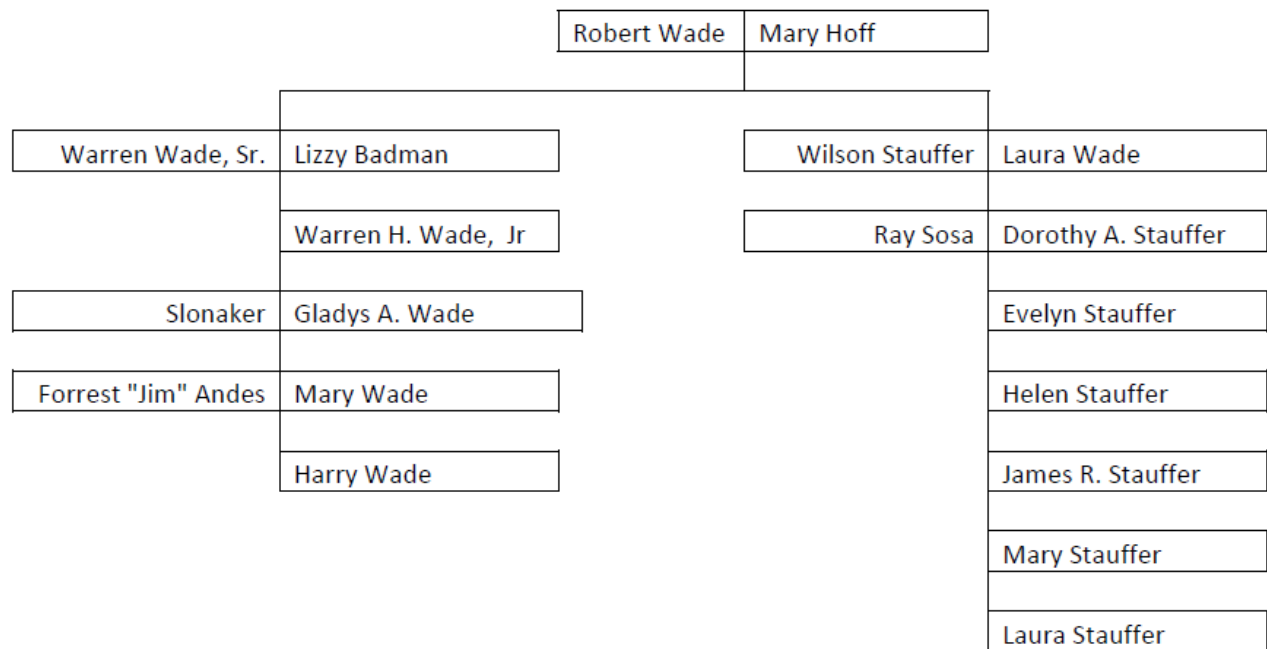 Robert Wade Mary Hoff
Warren Wade, Sr. Lizzy Badman Wilson Stauffer Laura Wade
Warren H. Wade, Jr Ray Sosa Dorothy A. Stauffer
Slonaker Gladys A. Wade Evelyn Stauffer
Forrest "Jim" Andes Mary Wade Helen Stauffer
Harry Wade James R. Stauffer
Mary Stauffer
Laura Stauffer